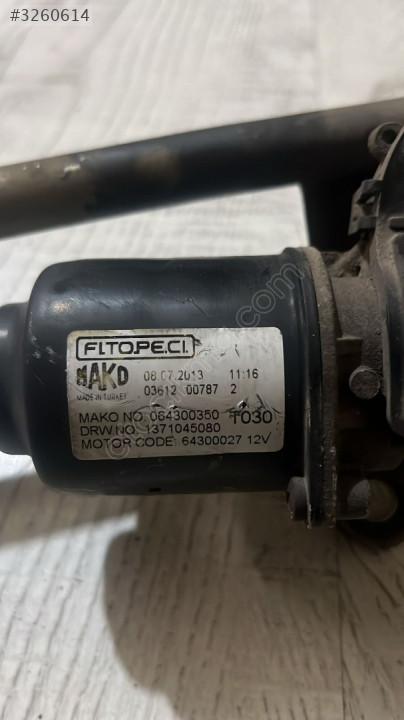 #3260614
F.I.T.O.P.E.C.I.
MAKO 08.07.2013 11:16
MADE IN TURKEY 03612 00787 2
MAKO NO: 064300350 T030
DRW.NO: 1371045080
MOTOR CODE: 64300027 12V